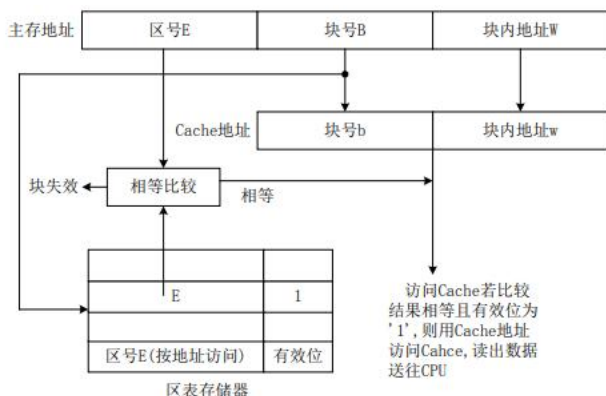 主存地址
区号E
块号B
块内地址W
Cache地址
块号b
块内地址w
块失效
相等比较
相等
E
1
区号E(按地址访问)
有效位
区表存储器
访问Cache若比较
结果相等且有效位为
'1',则用Cache地址
访问Cahce,读出数据
送往CPU